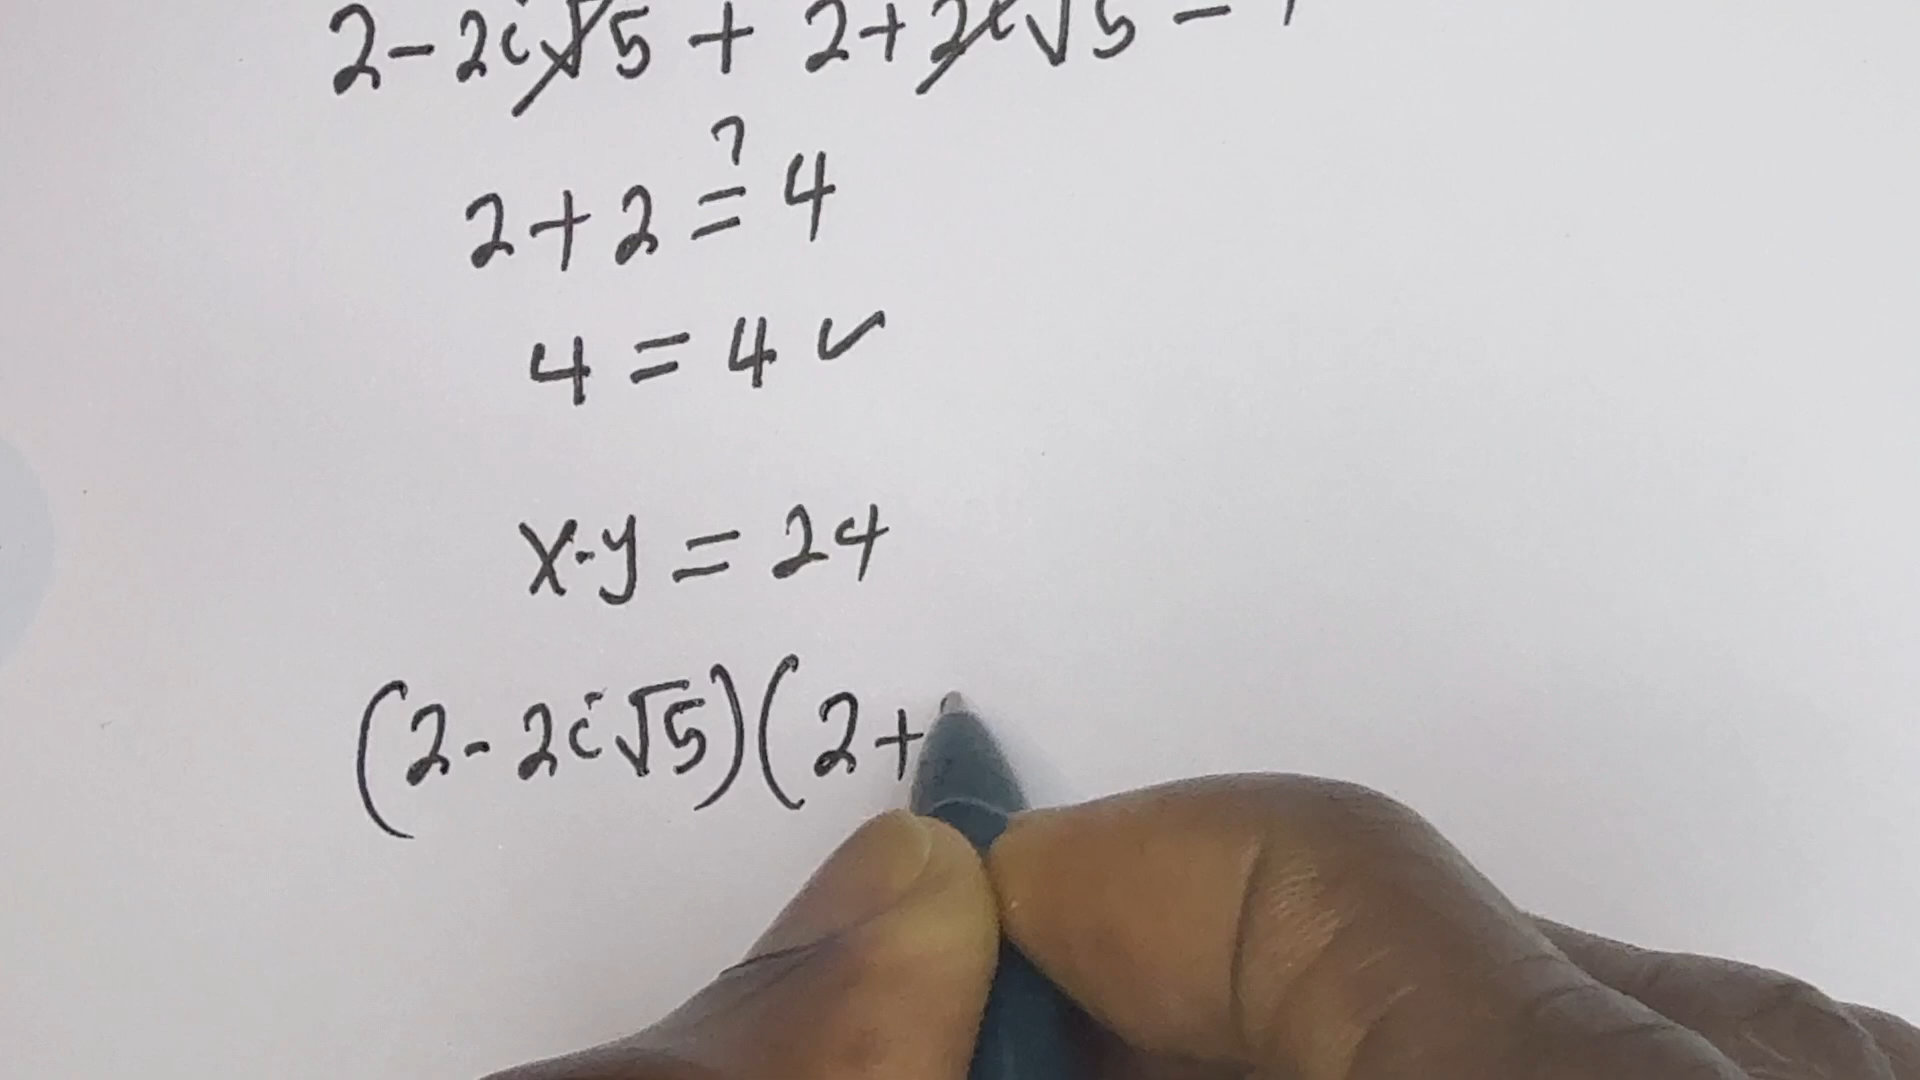 2-2i√5 + 2+2i√5 =
?
2+2 = 4
4 = 4 ✓
x·y = 24
(2-2i√5)(2+